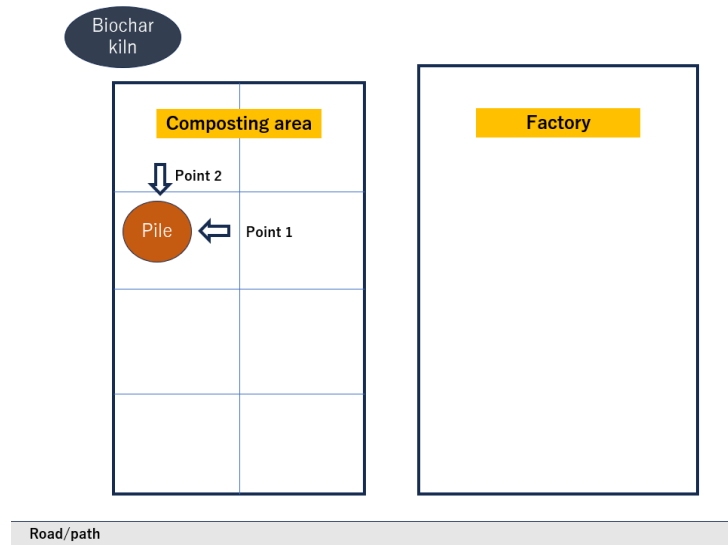 Biochar
kiln
Composting area
Factory
Point 2
Pile
Point 1
Road/path